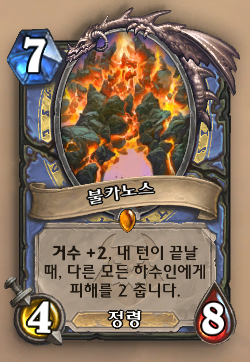 7
불카노스
거수 +2, 내 턴이 끝날
때, 다른 모든 하수인에게
피해를 2 줍니다.
4
정령
8